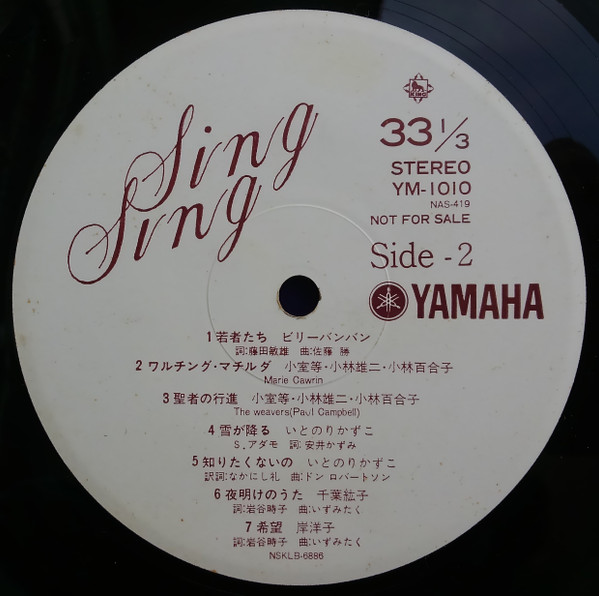 Sing
Sing
KING
33 1/3
STEREO
YM-1010
NAS-419
NOT FOR SALE
Side - 2
YAMAHA
1 若者たち ビリーバンバン
詞:藤田敏雄 曲:佐藤 勝
2 ワルチング・マチルダ 小室等・小林雄二・小林百合子
Marie Cawrin
3 聖者の行進 小室等・小林雄二・小林百合子
The weavers(Paul Campbell)
4 雪が降る いとのりかずこ
S.アダモ 詞:安井かずみ
5 知りたくないの いとのりかずこ
訳詞:なかにし礼 曲:ドン ロバートソン
6 夜明けのうた 千葉紘子
詞:岩谷時子 曲:いずみたく
7 希望 岸洋子
詞:岩谷時子 曲:いずみたく
NSKLB-6886